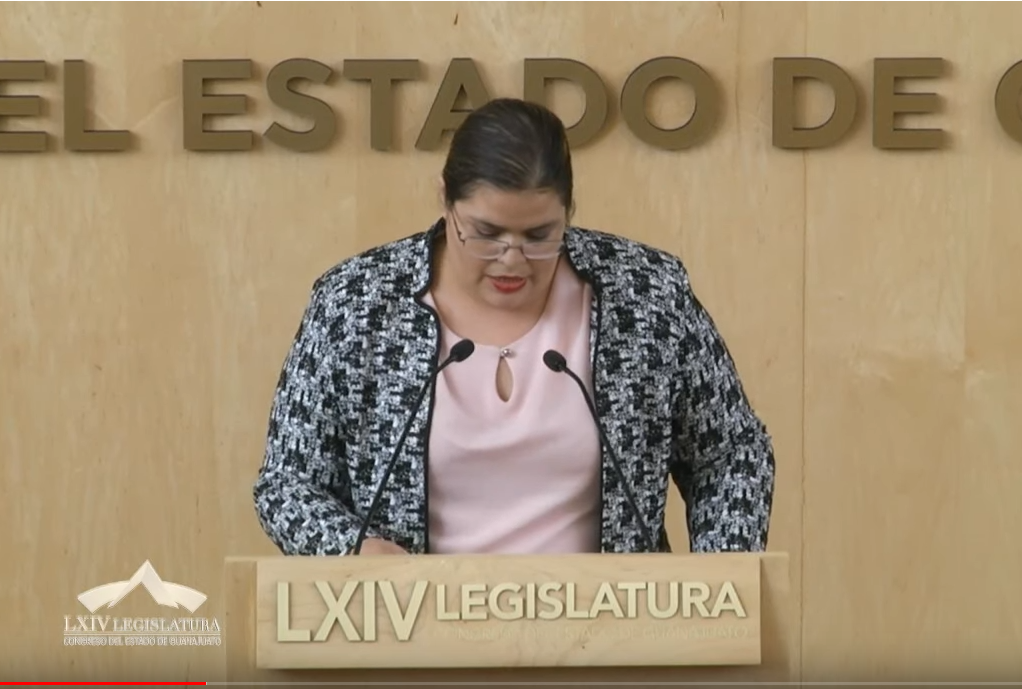 EL ESTADO DE
LXIV LEGISLATURA
LXIV LEGISLATURA
CONGRESO DEL ESTADO DE GUANAJUATO